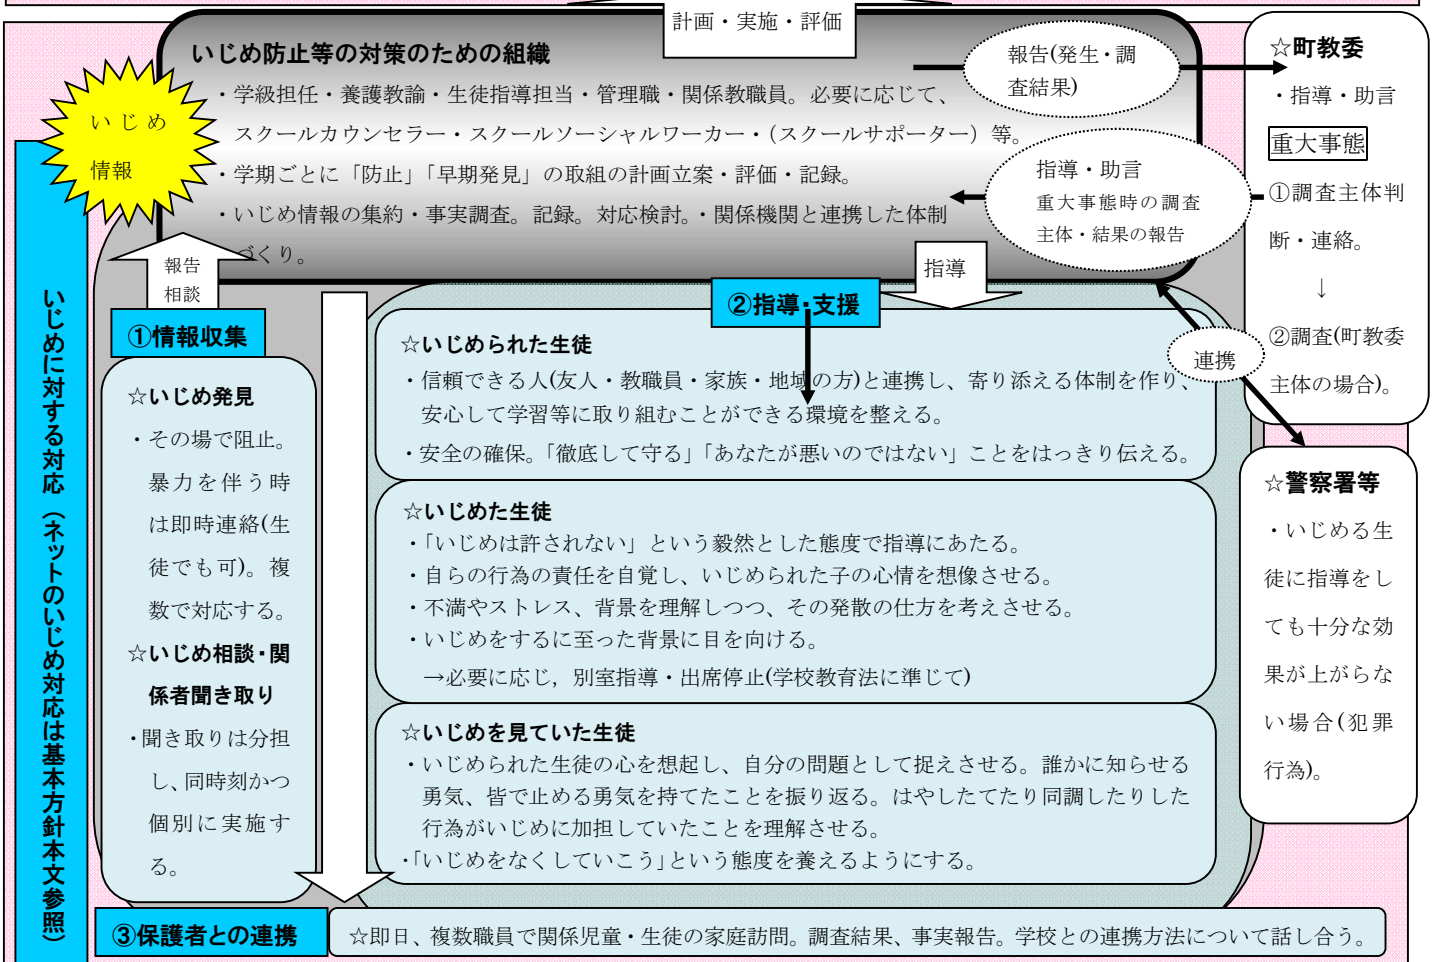 計画・実施・評価
いじめ防止等の対策のための組織
・学級担任・養護教諭・生徒指導担当・管理職・関係教職員。必要に応じて、
スクールカウンセラー・スクールソーシャルワーカー・（スクールサポーター）等。
・学期ごとに「防止」「早期発見」の取組の計画立案・評価・記録。
・いじめ情報の集約・事実調査。記録。対応検討。・関係機関と連携した体制
づくり。
いじめ
情報
報告(発生・調
査結果)
指導・助言
重大事態時の調査
主体・結果の報告
☆町教委
・指導・助言
重大事態
①調査主体判
断・連絡。
↓
②調査(町教委
主体の場合)。
連携
☆警察署等
・いじめる生
徒に指導をし
ても十分な効
果が上がらな
い場合(犯罪
行為)。
いじめに対する対応（ネットのいじめ対応は基本方針本文参照）
報告
相談
指導
①情報収集
☆いじめ発見
・その場で阻止。
暴力を伴う時
は即時連絡(生
徒でも可)。複
数で対応する。
☆いじめ相談・関
係者聞き取り
・聞き取りは分担
し、同時刻かつ
個別に実施す
る。
②指導・支援
☆いじめられた生徒
・信頼できる人(友人・教職員・家族・地域の方)と連携し、寄り添える体制を作り、
安心して学習等に取り組むことができる環境を整える。
・安全の確保。「徹底して守る」「あなたが悪いのではない」ことをはっきり伝える。
☆いじめた生徒
・「いじめは許されない」という毅然とした態度で指導にあたる。
・自らの行為の責任を自覚し、いじめられた子の心情を想像させる。
・不満やストレス、背景を理解しつつ、その発散の仕方を考えさせる。
・いじめをするに至った背景に目を向ける。
→必要に応じ，別室指導・出席停止(学校教育法に準じて)
☆いじめを見ていた生徒
・いじめられた生徒の心を想起し、自分の問題として捉えさせる。誰かに知らせる
勇気、皆で止める勇気を持てたことを振り返る。はやしたてたり同調したりした
行為がいじめに加担していたことを理解させる。
・「いじめをなくしていこう」という態度を養えるようにする。
③保護者との連携
☆即日、複数職員で関係児童・生徒の家庭訪問。調査結果、事実報告。学校との連携方法について話し合う。